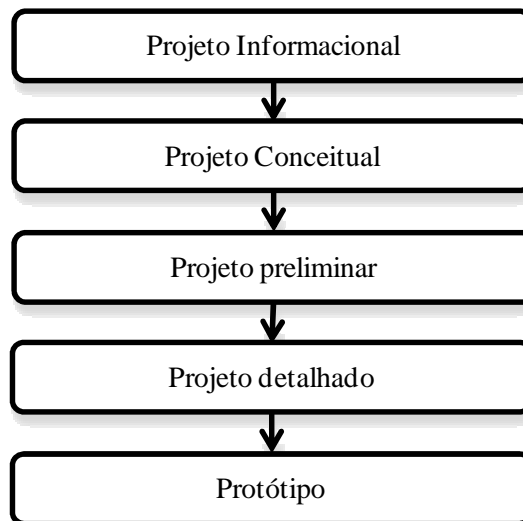 Projeto Informacional
Projeto Conceitual
Projeto preliminar
Projeto detalhado
Protótipo